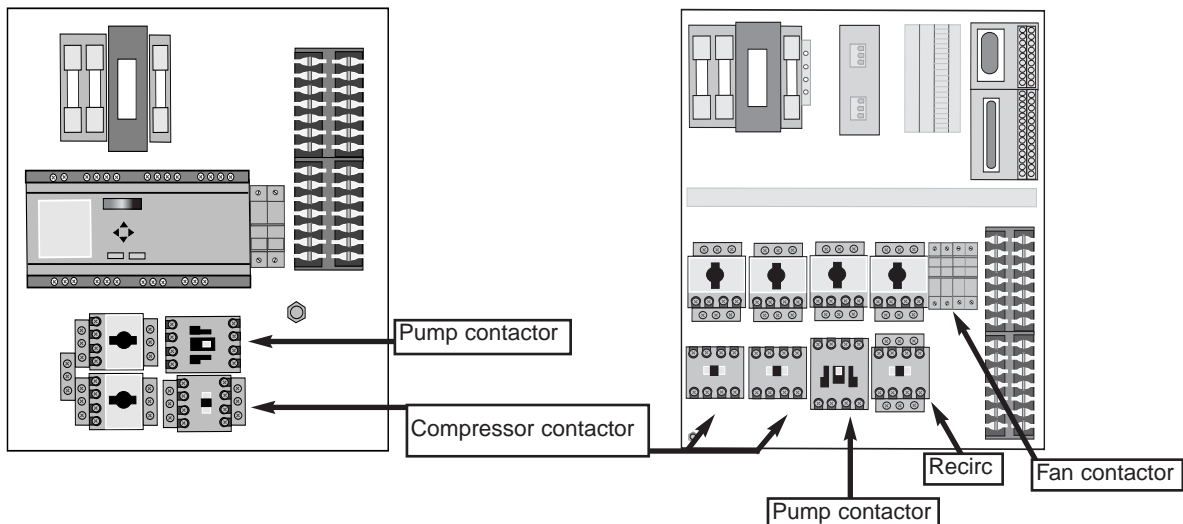 Pump contactor
Compressor contactor
Recirc
Fan contactor
Pump contactor